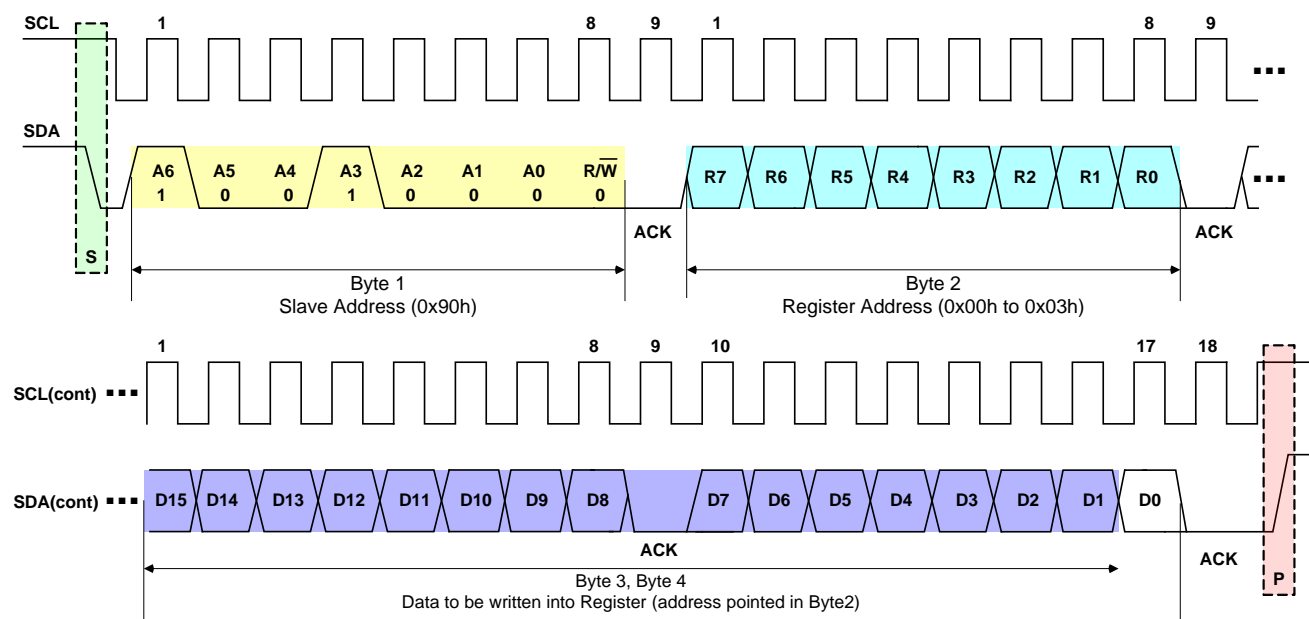 SCL
1 8 9 1 8 9
SDA
A6 A5 A4 A3 A2 A1 A0 R/W̅
1 0 0 1 0 0 0 0
R7 R6 R5 R4 R3 R2 R1 R0
ACK ACK
S
Byte 1
Slave Address (0x90h)
Byte 2
Register Address (0x00h to 0x03h)
1 8 9 10 17 18
SCL(cont)
SDA(cont)
D15 D14 D13 D12 D11 D10 D9 D8 D7 D6 D5 D4 D3 D2 D1 D0
ACK ACK
P
Byte 3, Byte 4
Data to be written into Register (address pointed in Byte2)